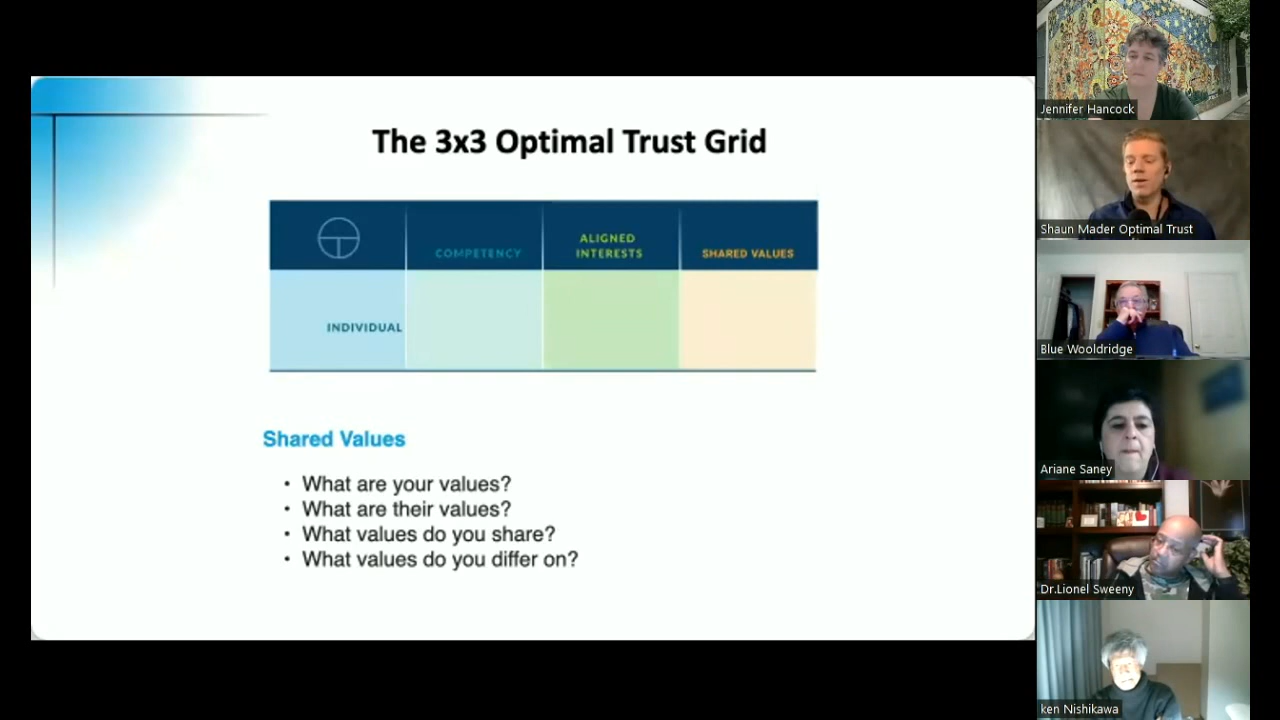 The 3x3 Optimal Trust Grid
COMPETENCY
ALIGNED
INTERESTS
SHARED VALUES
INDIVIDUAL
Shared Values
• What are your values?
• What are their values?
• What values do you share?
• What values do you differ on?
Jennifer Hancock
Shaun Mader Optimal Trust
Blue Wooldridge
Ariane Saney
Dr.Lionel Sweeny
ken Nishikawa